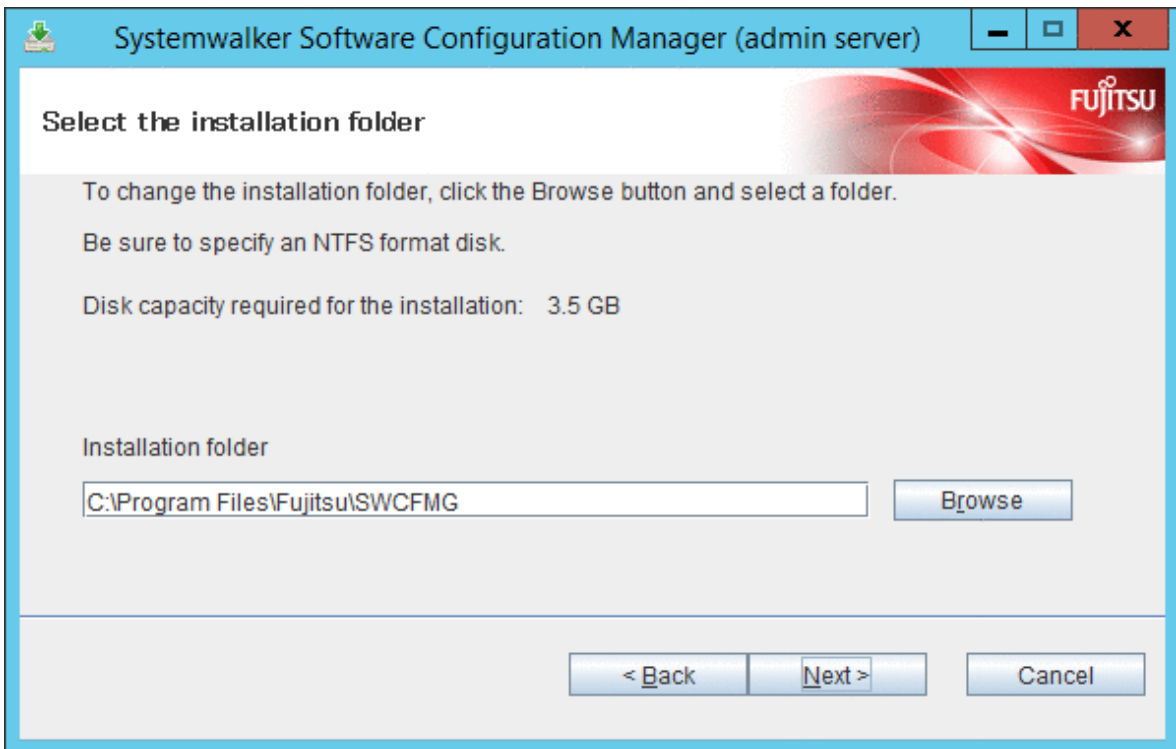 Systemwalker Software Configuration Manager (admin server)
FUJITSU
Select the installation folder
To change the installation folder, click the Browse button and select a folder.
Be sure to specify an NTFS format disk.
Disk capacity required for the installation: 3.5 GB
Installation folder
C:\Program Files\Fujitsu\SWCFMG
Browse
< Back Next > Cancel